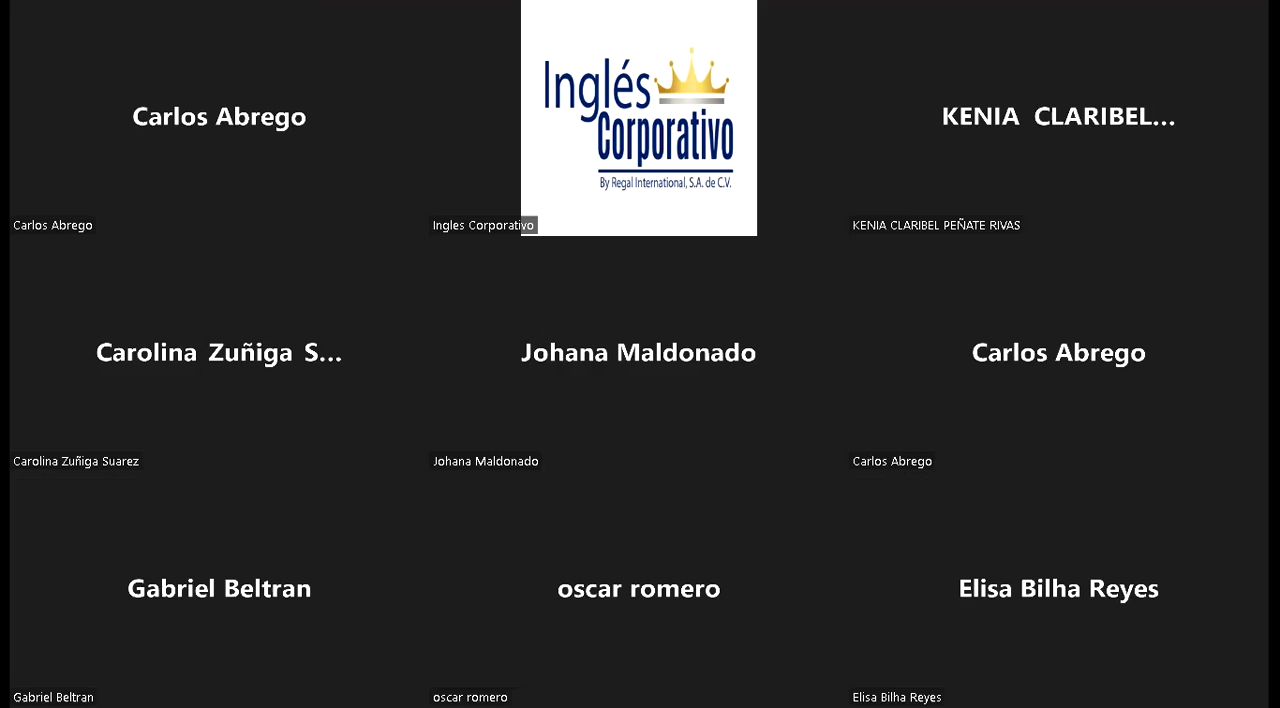 Carlos Abrego
Inglés
Corporativo
By Regal International, S.A. de C.V.
KENIA CLARIBEL...
Carlos Abrego
Ingles Corporativo
KENIA CLARIBEL PEÑATE RIVAS
Carolina Zuñiga S...
Johana Maldonado
Carlos Abrego
Carolina Zuñiga Suarez
Johana Maldonado
Carlos Abrego
Gabriel Beltran
oscar romero
Elisa Bilha Reyes
Gabriel Beltran
oscar romero
Elisa Bilha Reyes